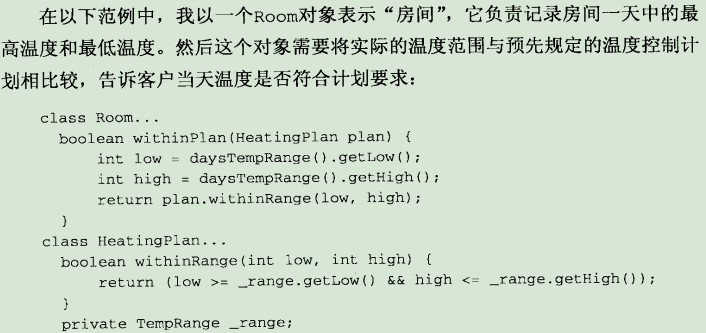 在以下范例中，我以一个Room对象表示“房间”，它负责记录房间一天中的最
高温度和最低温度。然后这个对象需要将实际的温度范围与预先规定的温度控制计
划相比较，告诉客户当天温度是否符合计划要求：
class Room...
  boolean withinPlan(HeatingPlan plan) {
      int low = daysTempRange().getLow();
      int high = daysTempRange().getHigh();
      return plan.withinRange(low, high);
  }
class HeatingPlan...
  boolean withinRange(int low, int high) {
      return (low >= _range.getLow() && high <= _range.getHigh());
  }
  private TempRange _range;